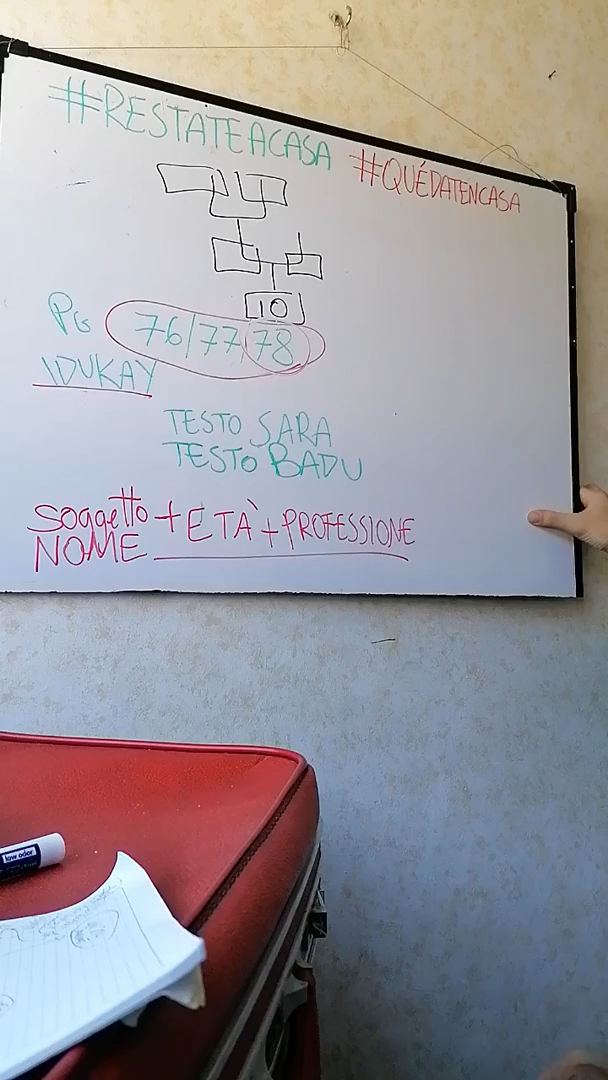 #RESTATEACASA
#QUÉDATENCASA
10
PG 76/77/78
IDUKAY
TESTO SARA
TESTO BADU
Soggetto + ETÀ + PROFESSIONE
NOME
low odor